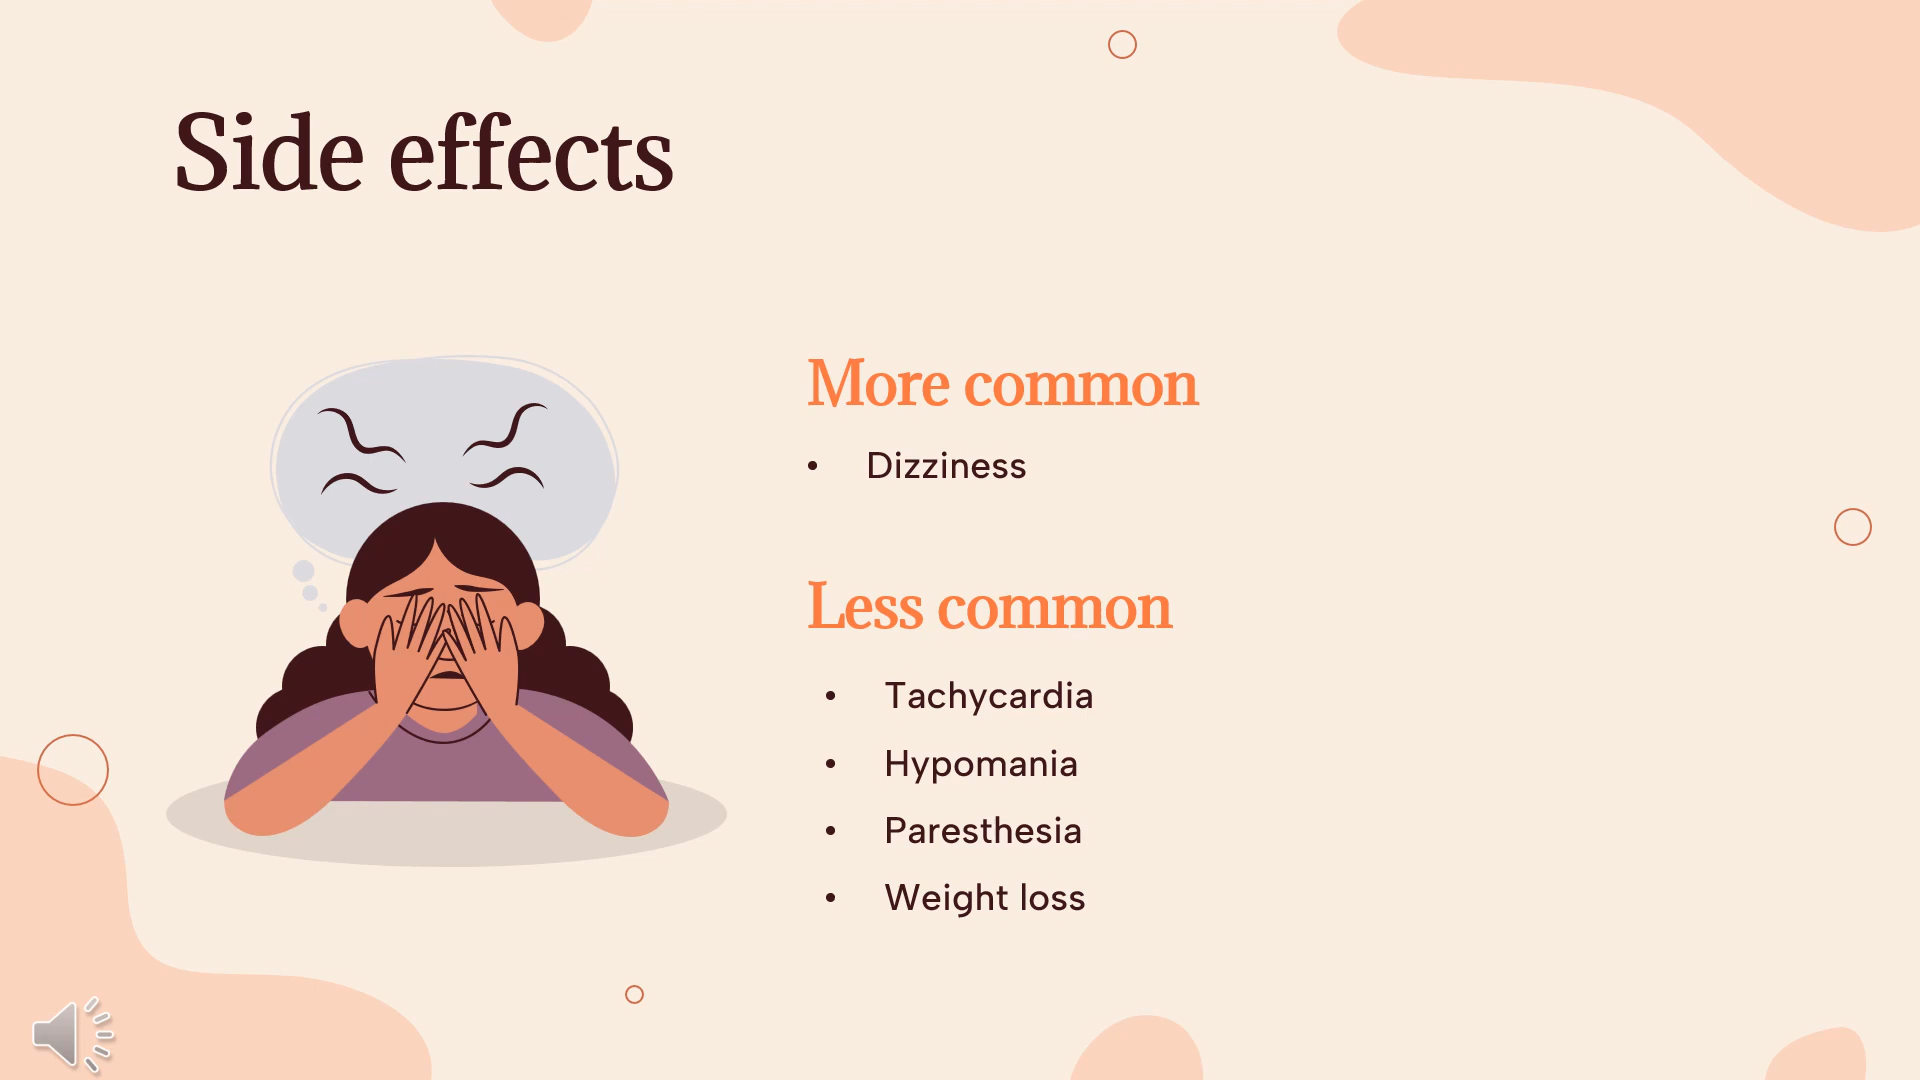 Side effects
More common
• Dizziness
Less common
• Tachycardia
• Hypomania
• Paresthesia
• Weight loss